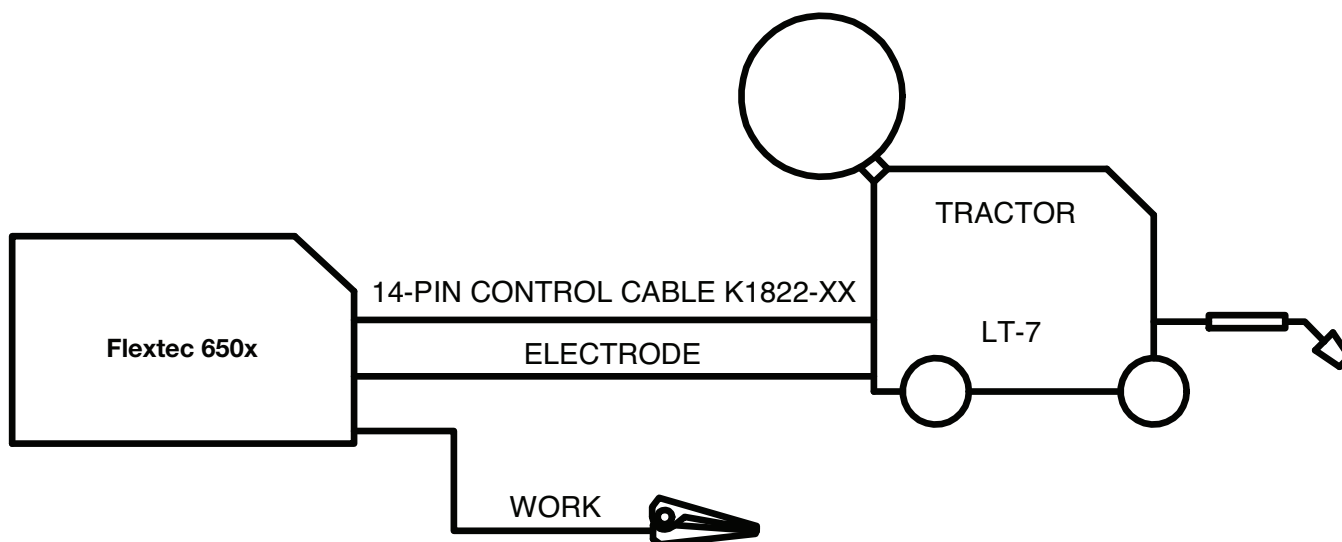 TRACTOR
14-PIN CONTROL CABLE K1822-XX
LT-7
Flextec 650x
ELECTRODE
WORK